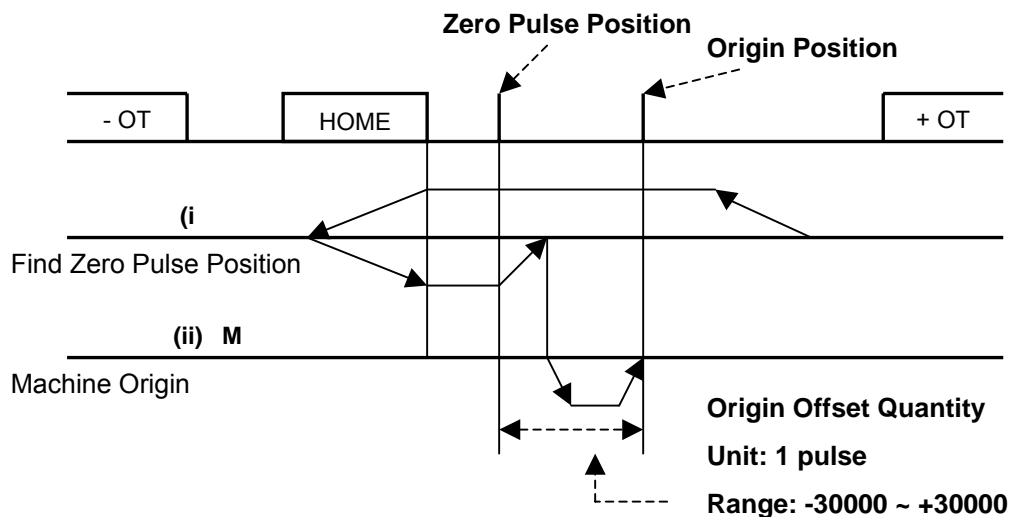 Zero Pulse Position
Origin Position
- OT
HOME
+ OT
(i
Find Zero Pulse Position
(ii) M
Machine Origin
Origin Offset Quantity
Unit: 1 pulse
Range: -30000 ~ +30000